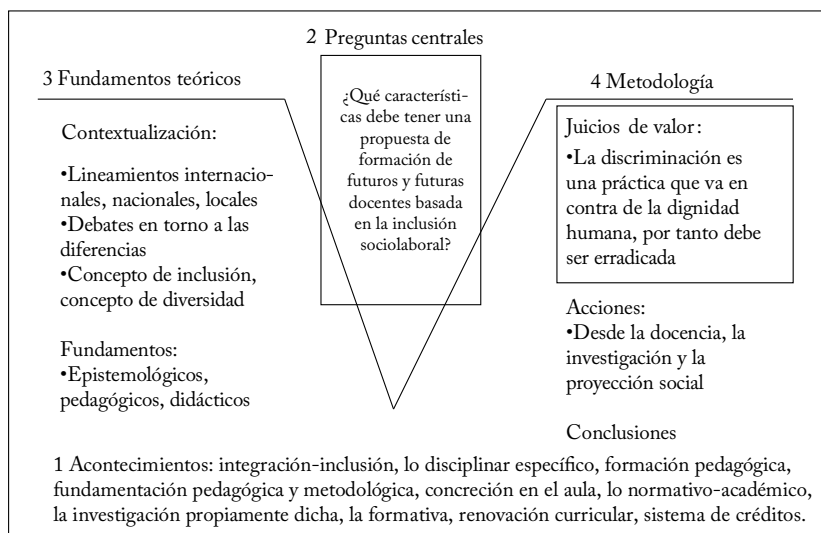 2 Preguntas centrales
3 Fundamentos teóricos
Contextualización:
•Lineamientos internacio-
nales, nacionales, locales
•Debates en torno a las
diferencias
•Concepto de inclusión,
concepto de diversidad
Fundamentos:
•Epistemológicos,
pedagógicos, didácticos
¿Qué característi-
cas debe tener una
propuesta de
formación de
futuros y futuras
docentes basada
en la inclusión
sociolaboral?
4 Metodología
Juicios de valor:
•La discriminación es
una práctica que va en
contra de la dignidad
humana, por tanto debe
ser erradicada
Acciones:
•Desde la docencia, la
investigación y la
proyección social
Conclusiones
1 Acontecimientos: integración-inclusión, lo disciplinar específico, formación pedagógica,
fundamentación pedagógica y metodológica, concreción en el aula, lo normativo-académico,
la investigación propiamente dicha, la formativa, renovación curricular, sistema de créditos.